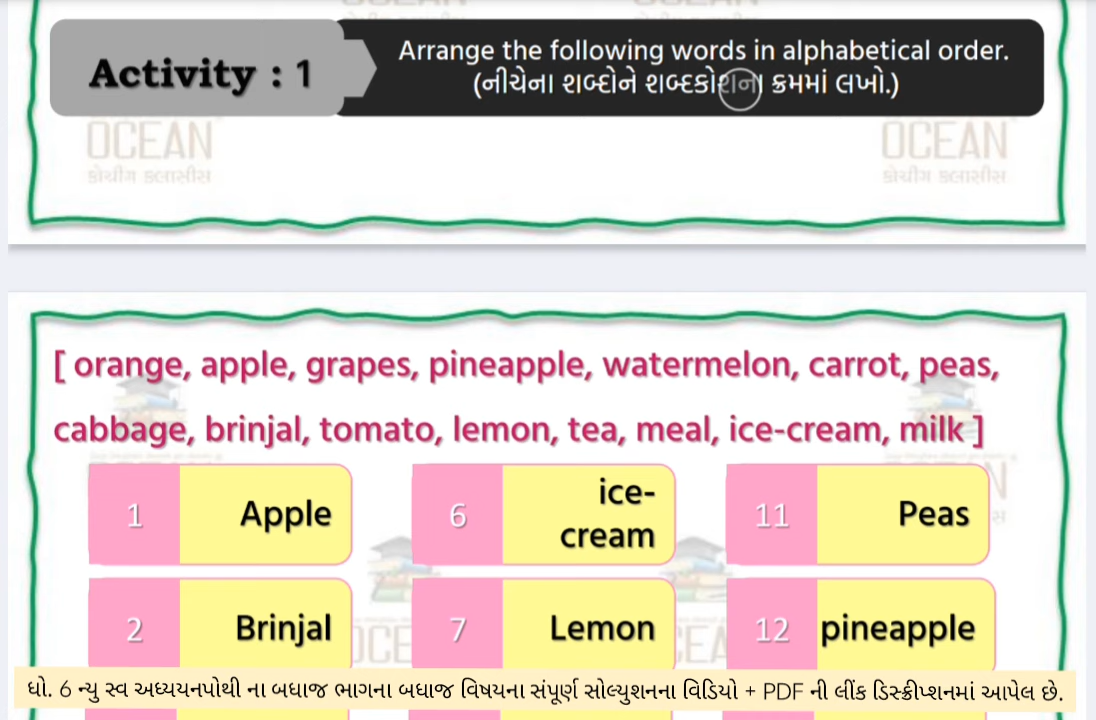 Activity : 1
Arrange the following words in alphabetical order.
(નીચેના શબ્દોને શબ્દકોશના ક્રમમાં લખો.)
OCEAN
OCEAN
કોચીંગ ક્લાસીસ
કોચીંગ ક્લાસીસ
[ orange, apple, grapes, pineapple, watermelon, carrot, peas,
cabbage, brinjal, tomato, lemon, tea, meal, ice-cream, milk ]
1 Apple
6 ice-
cream
11 Peas
2 Brinjal
7 Lemon
12 pineapple
ધો. 6 ન્યુ સ્વ અધ્યયનપોથી ના બધાજ ભાગના બધાજ વિષયના સંપૂર્ણ સોલ્યુશનના વિડિયો + PDF ની લીંક ડિસ્ક્રીપ્શનમાં આપેલ છે.